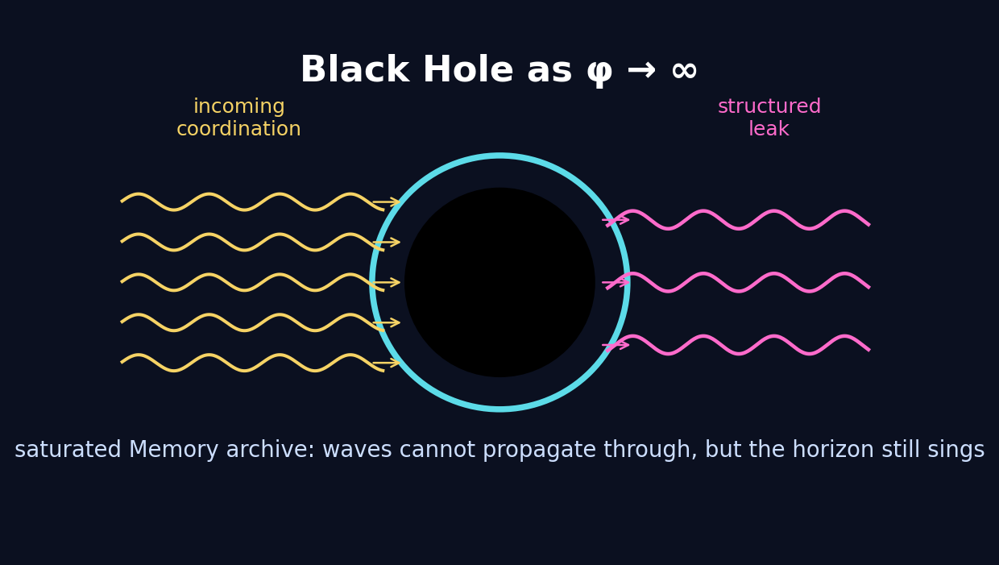 Black Hole as φ → ∞
incoming
coordination
structured
leak
saturated Memory archive: waves cannot propagate through, but the horizon still sings